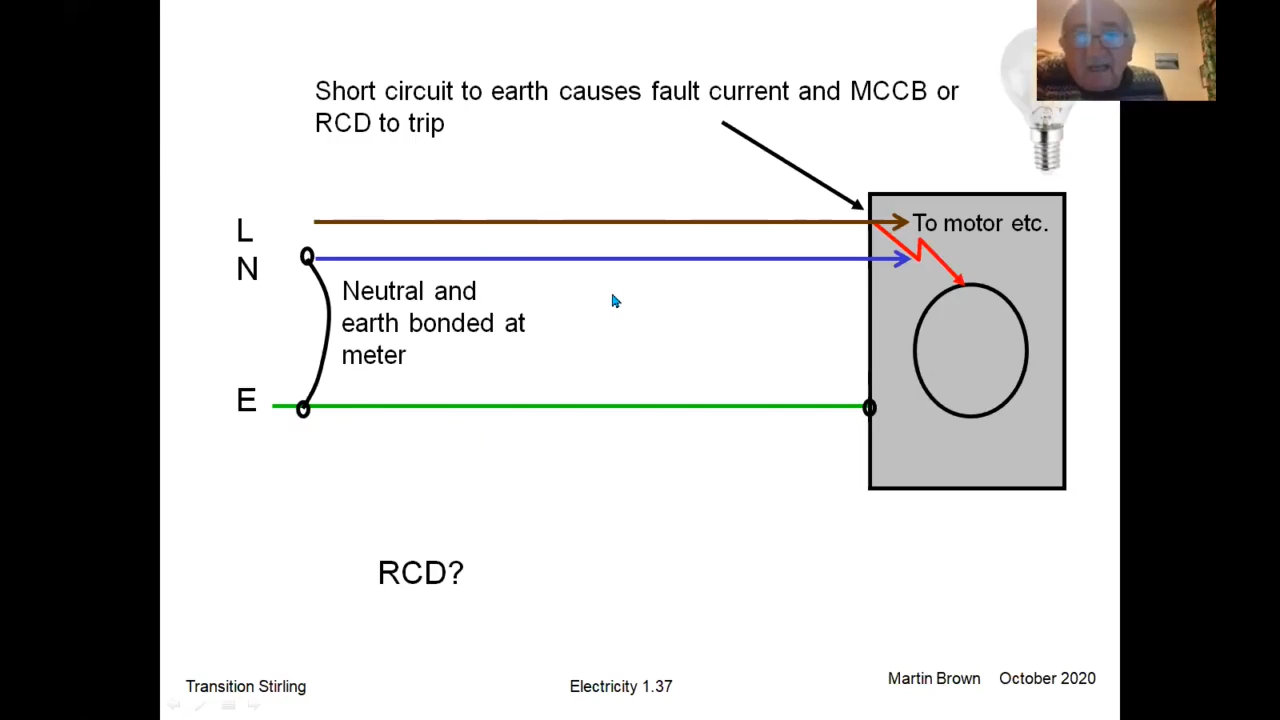 Short circuit to earth causes fault current and MCCB or
RCD to trip
L
To motor etc.
N
Neutral and
earth bonded at
meter
E
RCD?
Transition Stirling
Electricity 1.37
Martin Brown October 2020